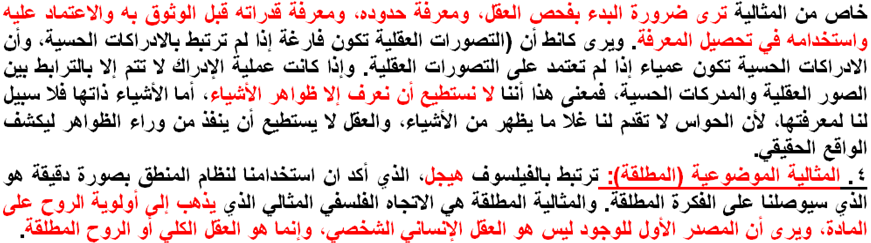 خاص من المثالية ترى ضرورة البدء بفحص العقل، ومعرفة حدوده، ومعرفة قدراته قبل الوثوق به والاعتماد عليه
واستخدامه في تحصيل المعرفة. ويرى كانط أن (التصورات العقلية تكون فارغة إذا لم ترتبط بالادراكات الحسية، وأن
الادراكات الحسية تكون عمياء إذا لم تعتمد على التصورات العقلية. وإذا كانت عملية الإدراك لا تتم إلا بالترابط بين
الصور العقلية والمدركات الحسية، فمعنى هذا أننا لا نستطيع أن نعرف إلا ظواهر الأشياء، أما الأشياء ذاتها فلا سبيل
لنا لمعرفتها، لأن الحواس لا تقدم لنا غلا ما يظهر من الأشياء، والعقل لا يستطيع أن ينفذ من وراء الظواهر ليكشف
الواقع الحقيقي.
٤. المثالية الموضوعية (المطلقة): ترتبط بالفيلسوف هيجل، الذي أكد ان استخدامنا لنظام المنطق بصورة دقيقة هو
الذي سيوصلنا على الفكرة المطلقة. والمثالية المطلقة هي الاتجاه الفلسفي المثالي الذي يذهب إلى أولوية الروح على
المادة، ويرى أن المصدر الأول للوجود ليس هو العقل الإنساني الشخصي، وإنما هو العقل الكلي أو الروح المطلقة.